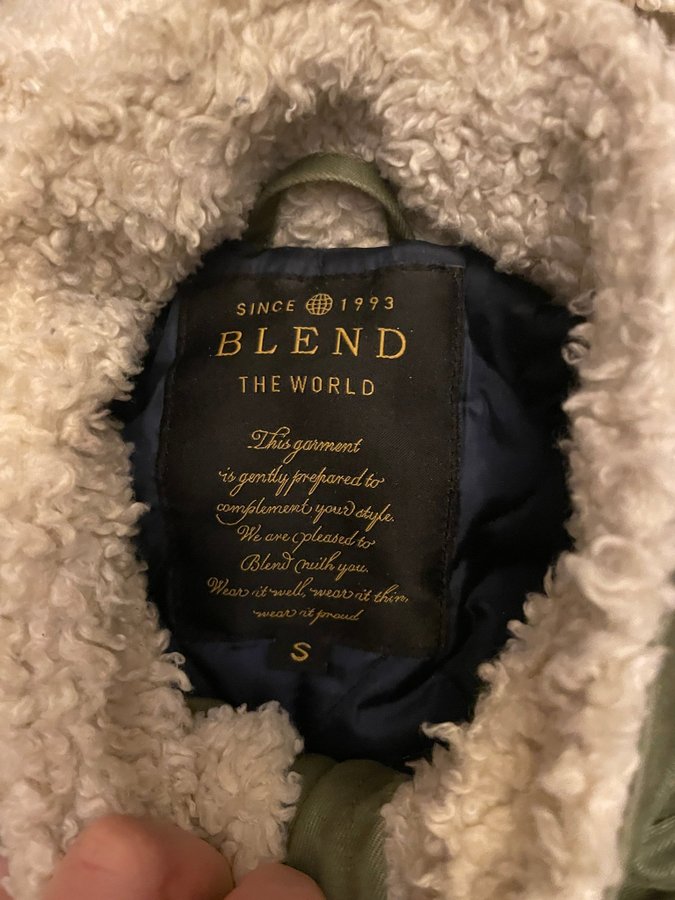 SINCE 1993
BLEND
THE WORLD
This garment
is gently prepared to
complement your style.
We are pleased to
Blend with you.
Wear it well, wear it thin,
wear it proud
S